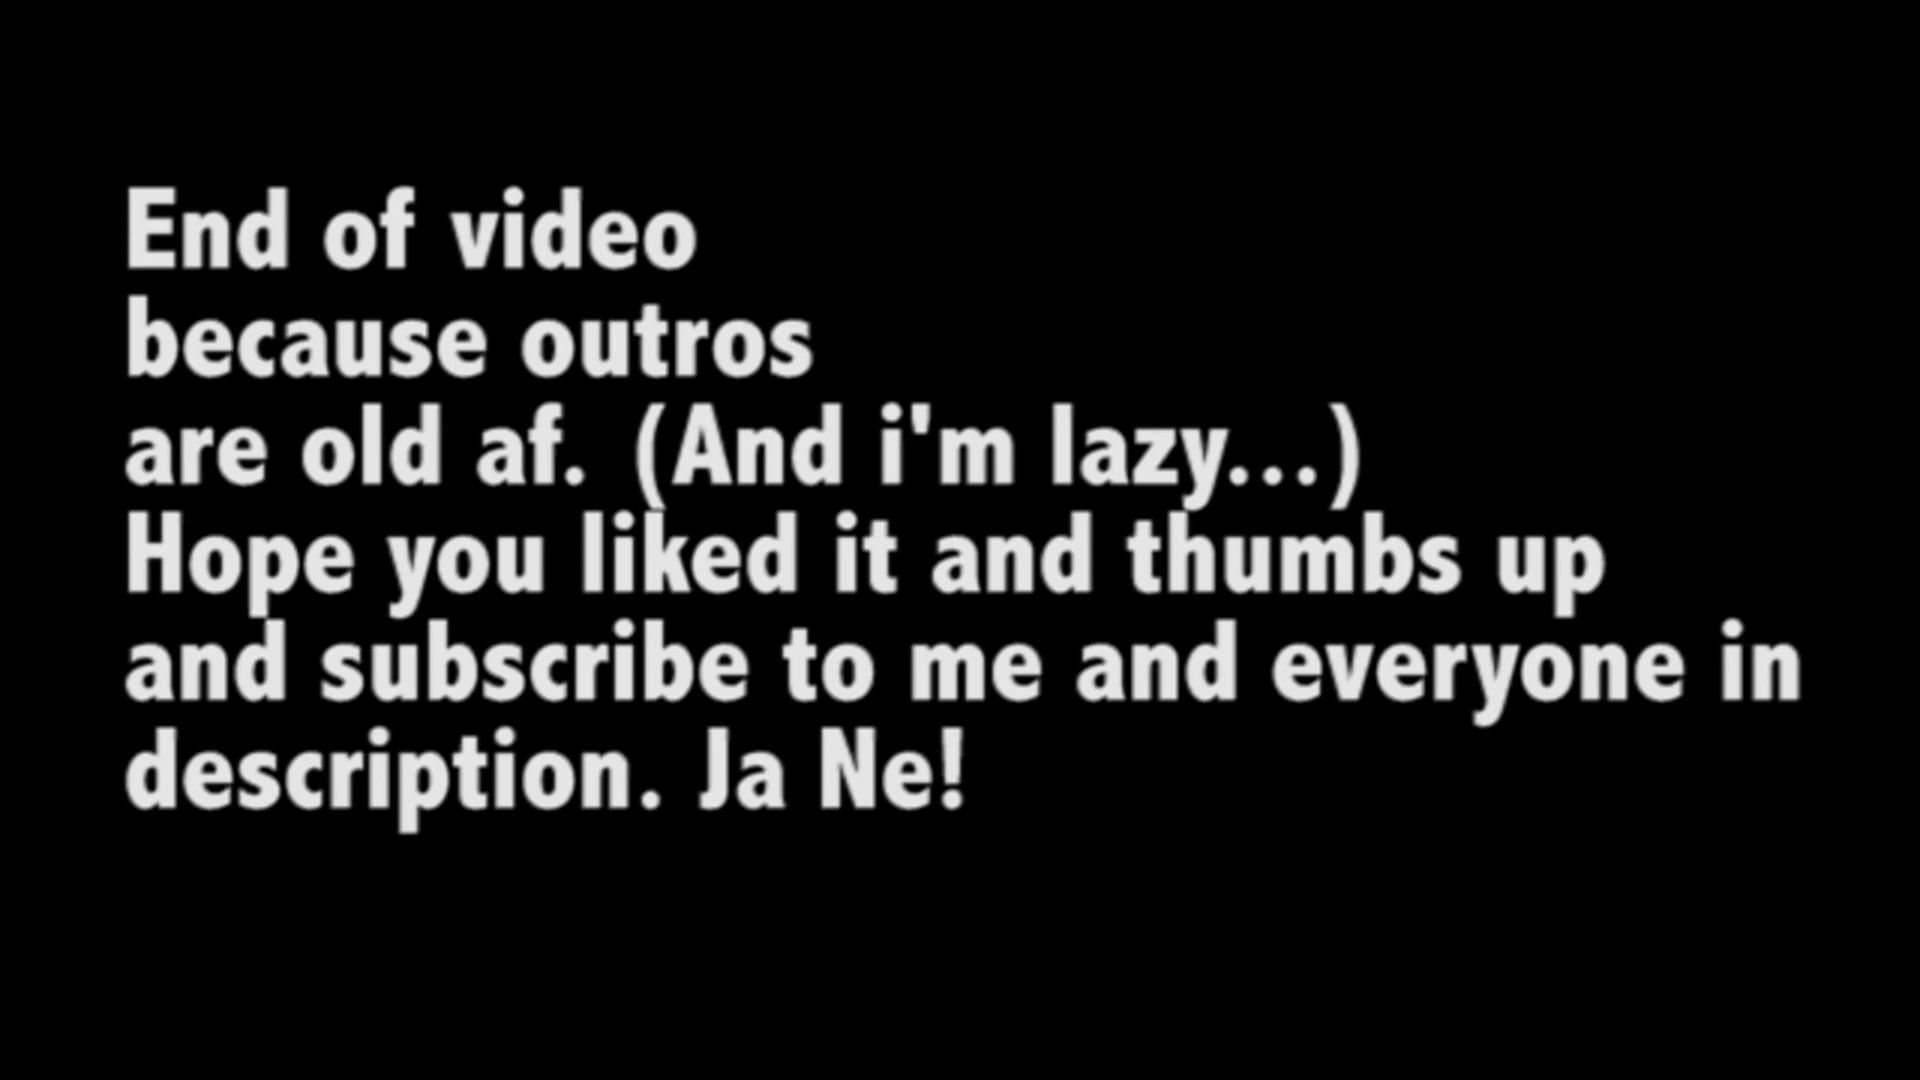 End of video
because outros
are old af. (And i'm lazy...)
Hope you liked it and thumbs up
and subscribe to me and everyone in
description. Ja Ne!